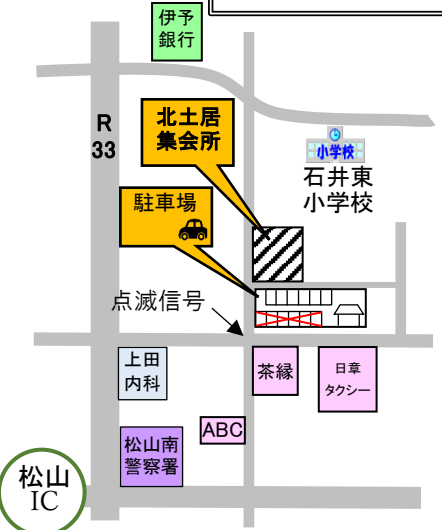 伊予
銀行
R
33
北土居
集会所
小学校
石井東
小学校
駐車場
点滅信号
上田
内科
茶縁
日章
タクシー
ABC
松山南
警察署
松山
IC